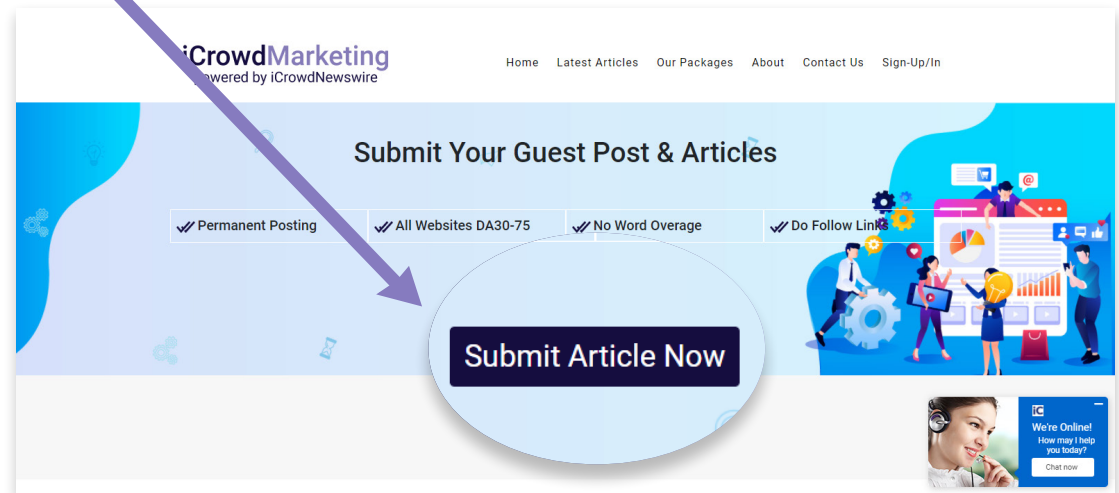 iCrowdMarketing
powered by iCrowdNewswire
Home Latest Articles Our Packages About Contact Us Sign-Up/In
Submit Your Guest Post & Articles
Permanent Posting All Websites DA30-75 No Word Overage Do Follow Links
Submit Article Now
iC
We're Online!
How may I help
you today?
Chat now